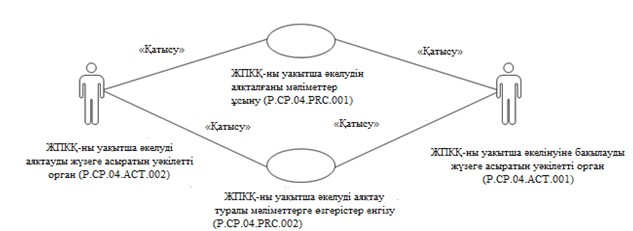 «Қатысу»
«Қатысу»
ЖПКҚ-ны уақытша әкелудің
аяқталғаны мәліметтер
ұсыну (P.CP.04.PRC.001)
«Қатысу»
«Қатысу»
ЖПКҚ-ны уақытша әкелуді
аяқтауды жүзеге асыратын уәкілетті
орган (P.CP.04.ACT.002)
ЖПКҚ-ны уақытша әкелінуіне бақылауды
жүзеге асыратын уәкілетті орган
(P.CP.04.ACT.001)
ЖПКҚ-ны уақытша әкелуді аяқтау
туралы мәліметтерге өзгерістер енгізу
(P.CP.04.PRC.002)